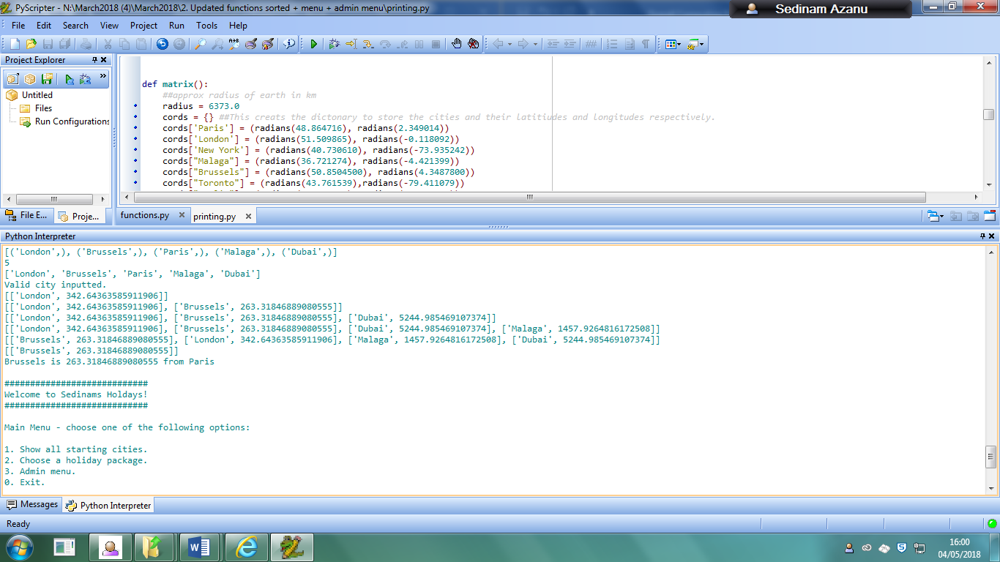 PyScripter - N:\March2018 (4)\March2018\2. Updated functions sorted + menu + admin menu\printing.py
Sedinam Azanu
File Edit Search View Project Run Tools Help
Project Explorer
Untitled
Files
Run Configurations
File E... Proje...
def matrix():
##approx radius of earth in km
radius = 6373.0
cords = {} ##This creats the dictonary to store the cities and their latitiudes and longitudes respectively.
cords['Paris'] = (radians(48.864716), radians(2.349014))
cords['London'] = (radians(51.509865), radians(-0.118092))
cords['New York'] = (radians(40.730610), radians(-73.935242))
cords["Malaga"] = (radians(36.721274), radians(-4.421399))
cords["Brussels"] = (radians(50.8504500), radians(4.3487800))
cords["Toronto"] = (radians(43.761539),radians(-79.411079))
functions.py printing.py
Python Interpreter
[('London',), ('Brussels',), ('Paris',), ('Malaga',), ('Dubai',)]
5
['London', 'Brussels', 'Paris', 'Malaga', 'Dubai']
Valid city inputted.
[['London', 342.64363585911906]]
[['London', 342.64363585911906], ['Brussels', 263.31846889080555]]
[['London', 342.64363585911906], ['Brussels', 263.31846889080555], ['Dubai', 5244.985469107374]]
[['London', 342.64363585911906], ['Brussels', 263.31846889080555], ['Dubai', 5244.985469107374], ['Malaga', 1457.9264816172508]]
[['Brussels', 263.31846889080555], ['London', 342.64363585911906], ['Malaga', 1457.9264816172508], ['Dubai', 5244.985469107374]]
[['Brussels', 263.31846889080555]]
Brussels is 263.31846889080555 from Paris
############################
Welcome to Sedinams Holdays!
############################
Main Menu - choose one of the following options:
1. Show all starting cities.
2. Choose a holiday package.
3. Admin menu.
0. Exit.
Messages Python Interpreter
Ready
16:00
04/05/2018